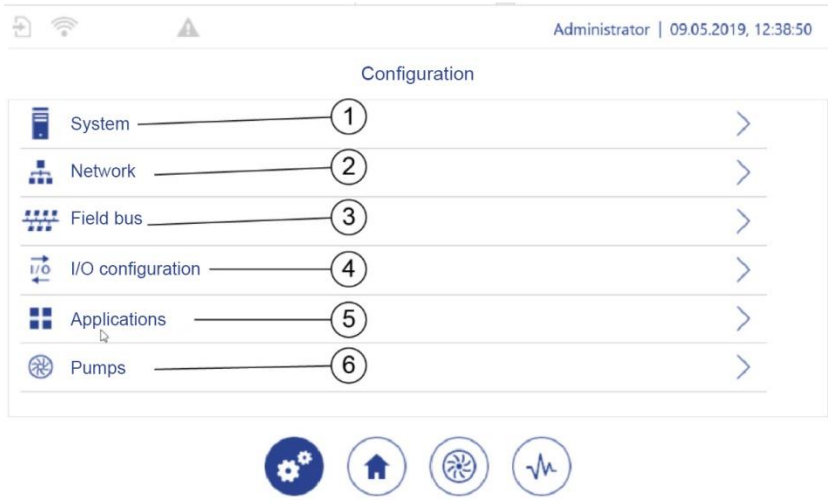 Administrator | 09.05.2019, 12:38:50
Configuration
System 1
Network 2
Field bus 3
I/O I/O configuration 4
Applications 5
Pumps 6